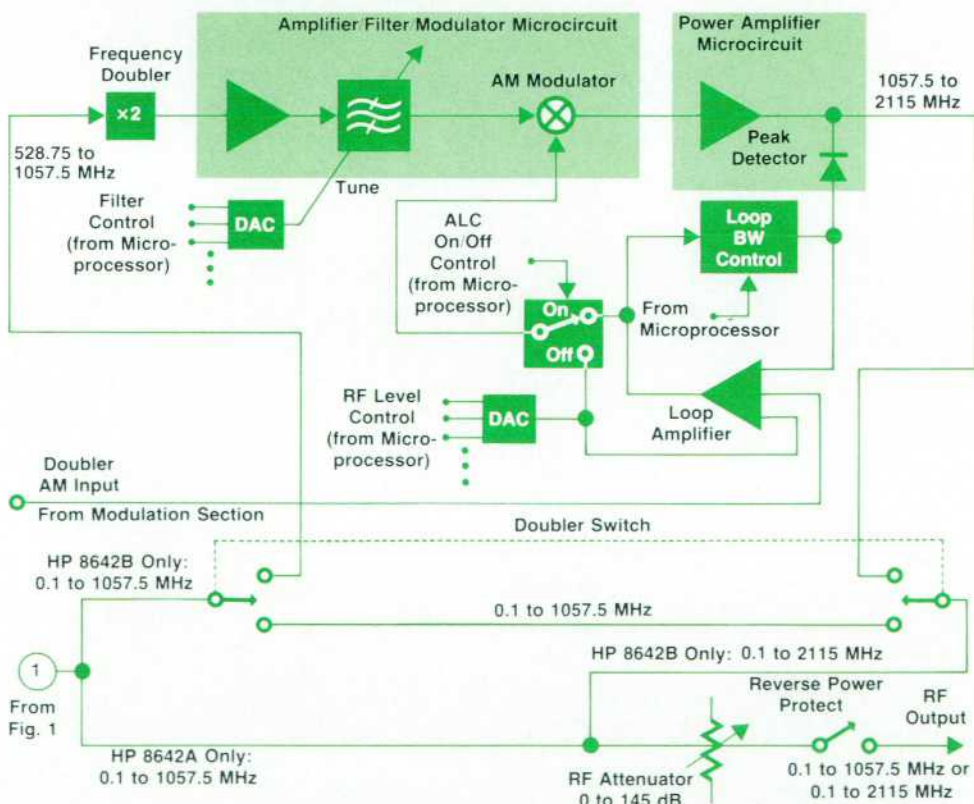 Amplifier/Filter Modulator Microcircuit
Power Amplifier
Microcircuit
Frequency
Doubler
×2
AM Modulator
1057.5 to
2115 MHz
Peak
Detector
528.75 to
1057.5 MHz
Tune
Filter
Control
(from Micro-
processor)
DAC
ALC
On/Off
Control
(from Micro-
processor)
Loop
BW
Control
On
Off
From
Microprocessor
RF Level
Control
(from Micro-
processor)
DAC
Loop
Amplifier
Doubler
AM Input
From Modulation Section
Doubler Switch
HP 8642B Only:
0.1 to 1057.5 MHz
0.1 to 1057.5 MHz
HP 8642B Only: 0.1 to 2115 MHz
1
From
Fig. 1
Reverse Power
Protect
RF
Output
HP 8642A Only:
0.1 to 1057.5 MHz
RF Attenuator
0 to 145 dB
0.1 to 1057.5 MHz or
0.1 to 2115 MHz